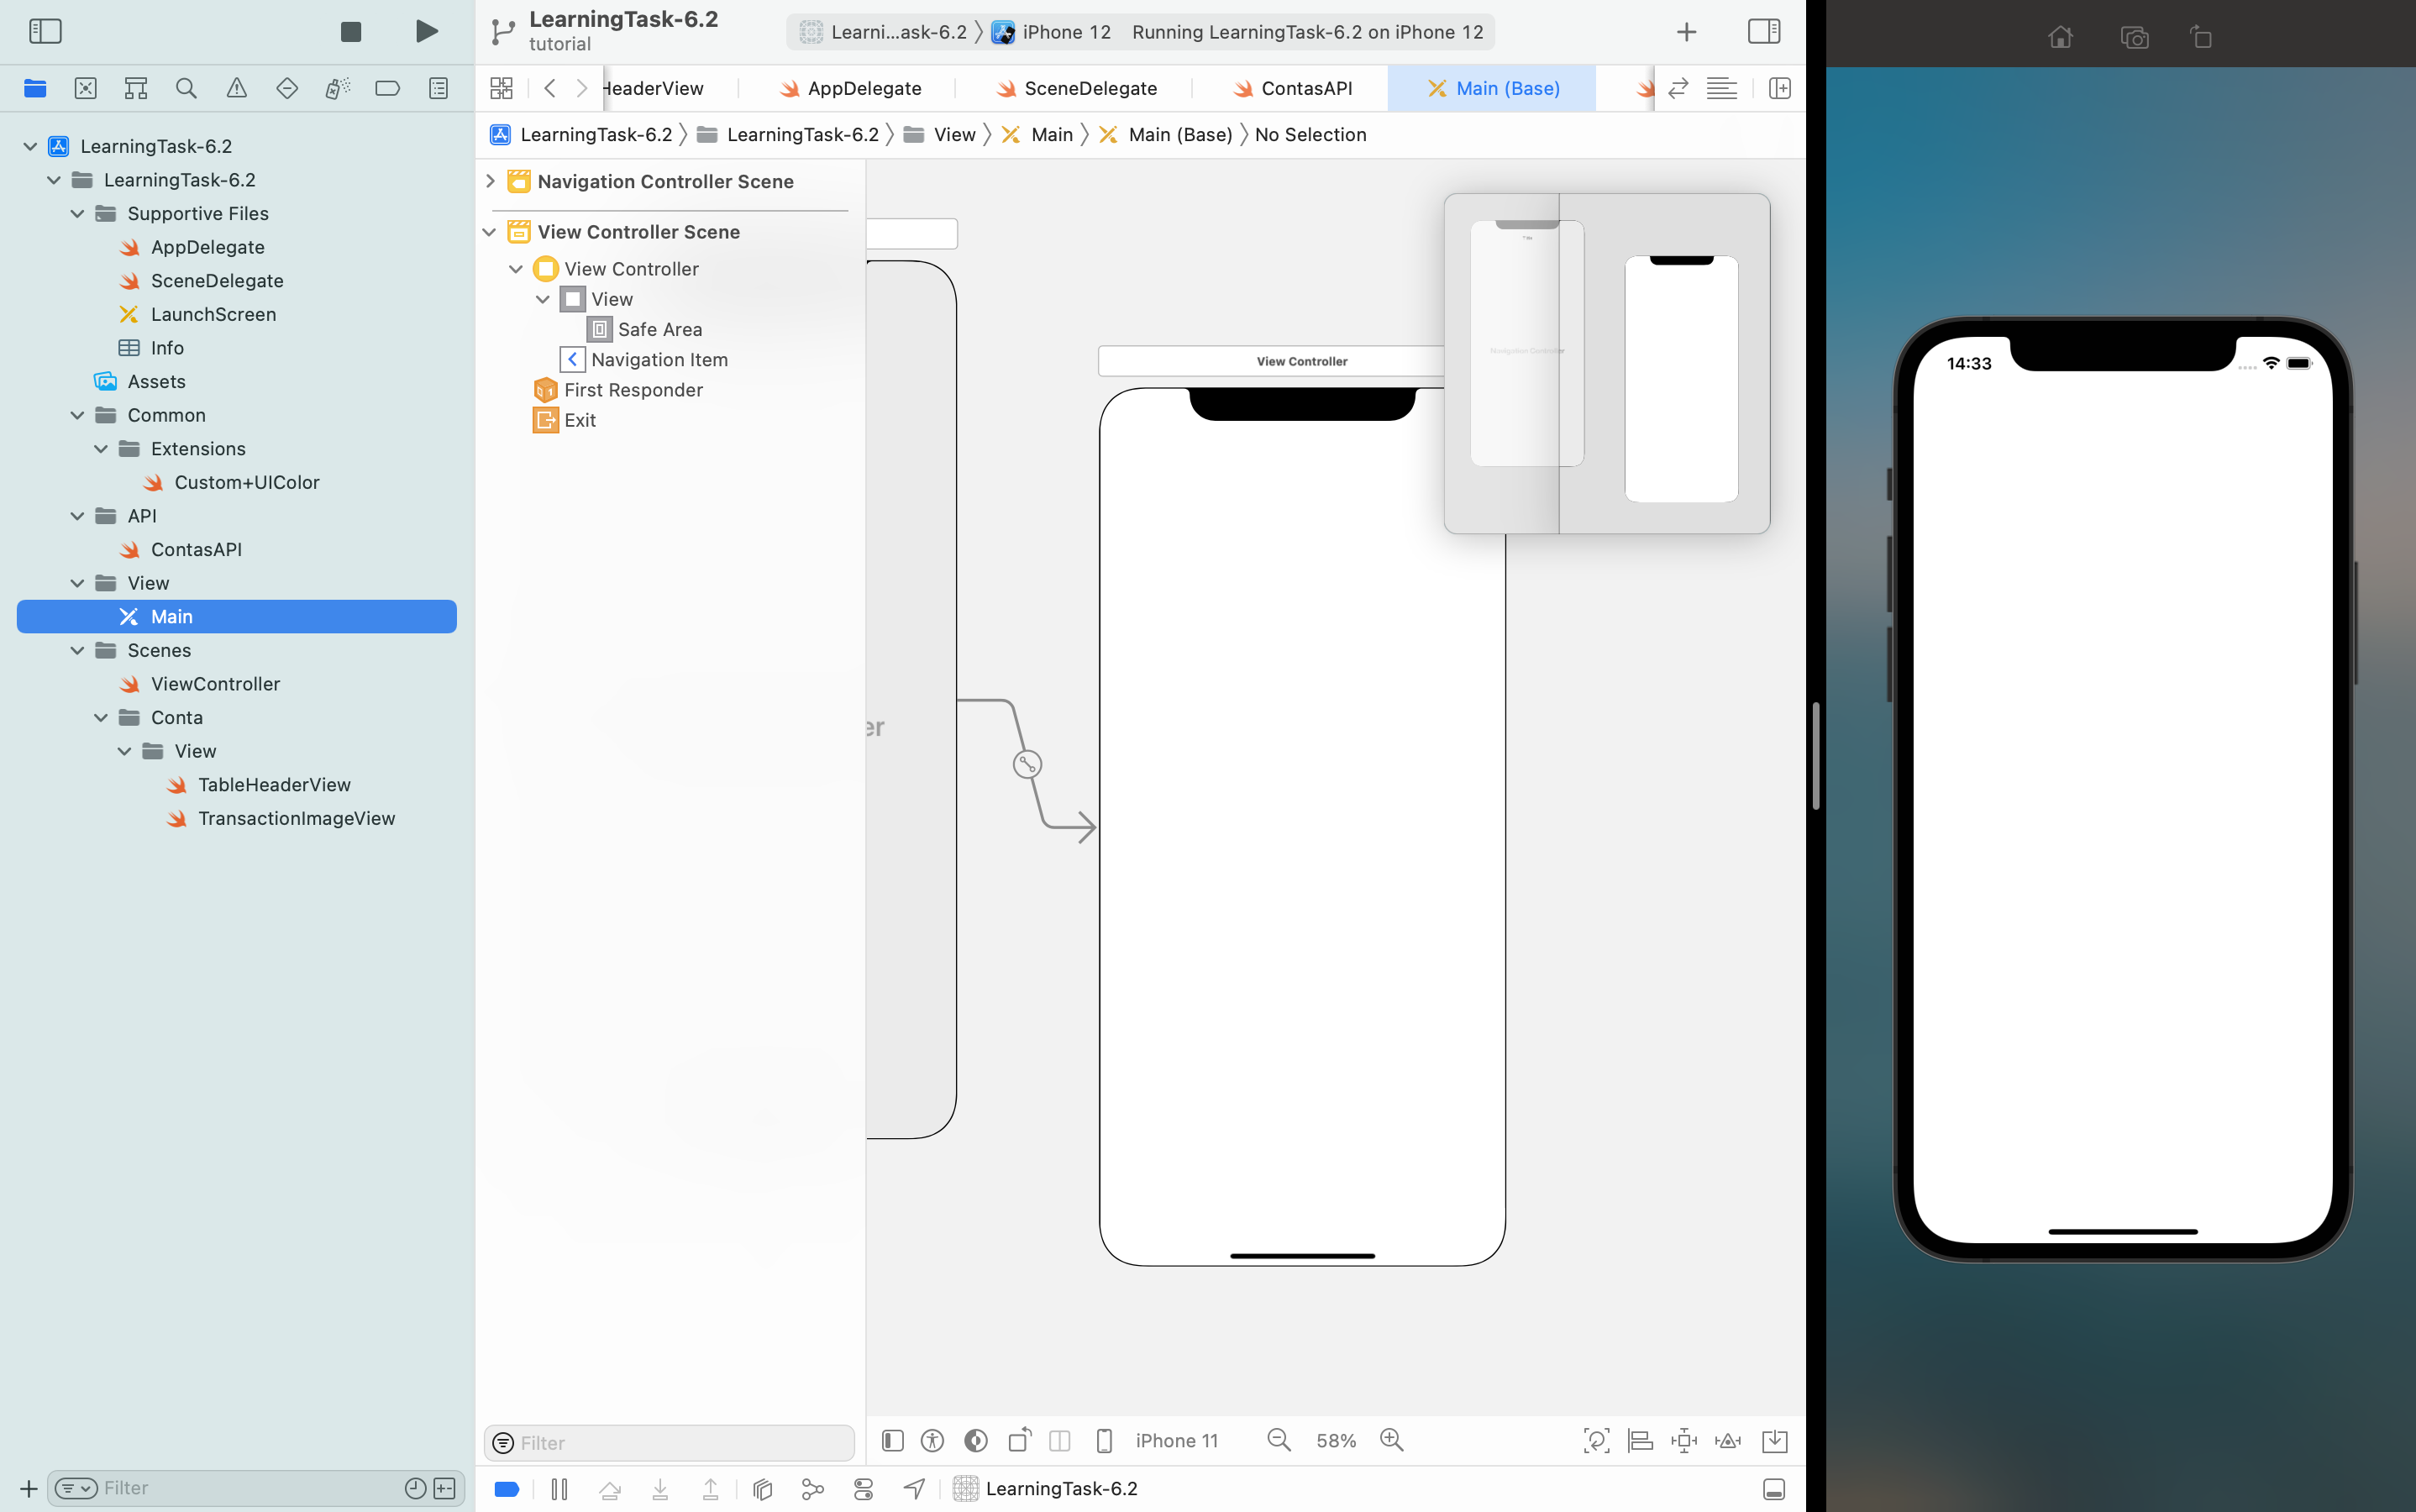 LearningTask-6.2
tutorial
Learni...ask-6.2
iPhone 12
Running LearningTask-6.2 on iPhone 12
HeaderView
AppDelegate
SceneDelegate
ContasAPI
Main (Base)
LearningTask-6.2
LearningTask-6.2
View
Main
Main (Base)
No Selection
LearningTask-6.2
LearningTask-6.2
Supportive Files
AppDelegate
SceneDelegate
LaunchScreen
Info
Assets
Common
Extensions
Custom+UIColor
API
ContasAPI
View
Main
Scenes
ViewController
Conta
View
TableHeaderView
TransactionImageView
Filter
Navigation Controller Scene
View Controller Scene
View Controller
View
Safe Area
Navigation Item
First Responder
Exit
Filter
er
View Controller
Navigation Controller
iPhone 11
58%
LearningTask-6.2
14:33